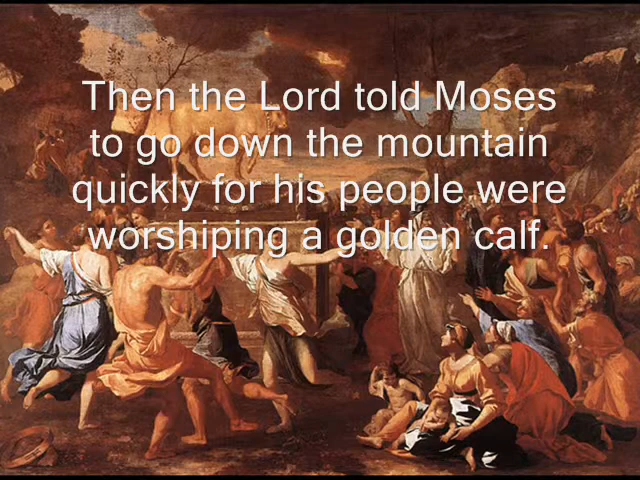 Then the Lord told Moses
to go down the mountain
quickly for his people were
worshiping a golden calf.